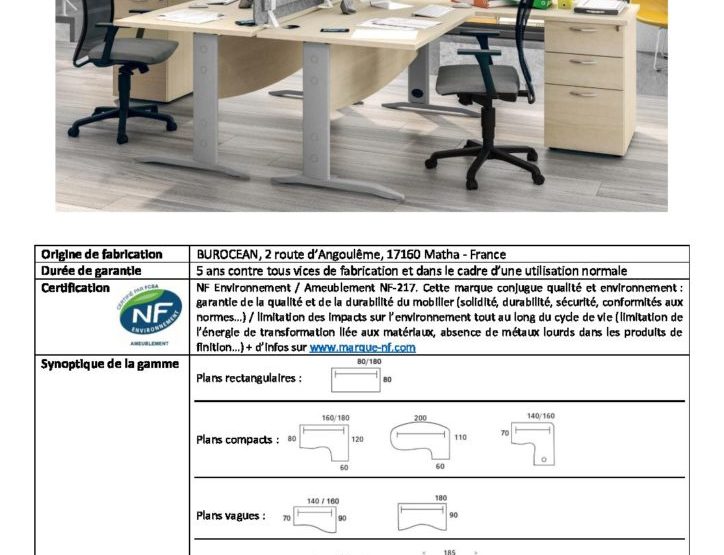 Origine de fabrication
BUROCEAN, 2 route d’Angoulême, 17160 Matha - France
Durée de garantie
5 ans contre tous vices de fabrication et dans le cadre d’une utilisation normale
Certification
CERTIFIÉ PAR FCBA
NF
ENVIRONNEMENT
AMEUBLEMENT
NF Environnement / Ameublement NF-217. Cette marque conjugue qualité et environnement :
garantie de la qualité et de la durabilité du mobilier (solidité, durabilité, sécurité, conformités aux
normes...) / limitation des impacts sur l’environnement tout au long du cycle de vie (limitation de
l’énergie de transformation liée aux matériaux, absence de métaux lourds dans les produits de
finition...) + d’infos sur www.marque-nf.com
Synoptique de la gamme
80/180
Plans rectangulaires :
80
160/180
200
140/160
Plans compacts :
80
120
110
70
60
60
140 / 160
180
Plans vagues :
70
90
90
185